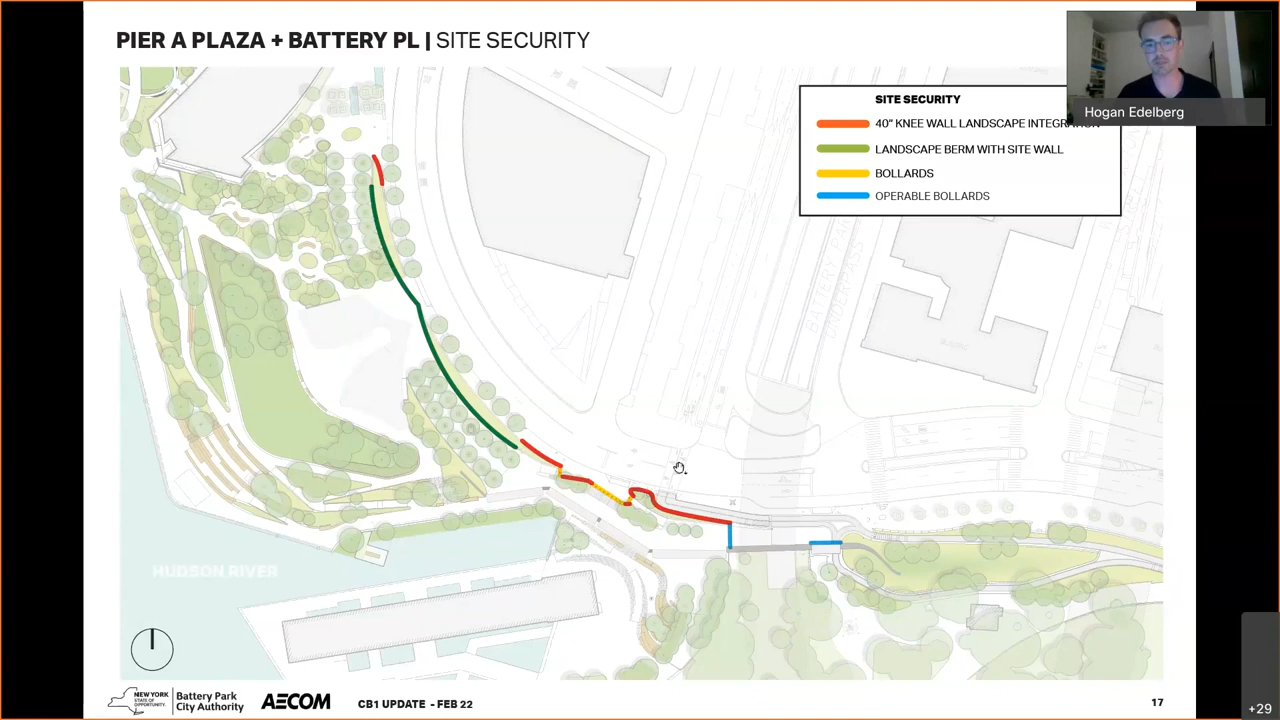 PIER A PLAZA + BATTERY PL | SITE SECURITY
Hogan Edelberg
SITE SECURITY
40" KNEE WALL LANDSCAPE INTEGRATION
LANDSCAPE BERM WITH SITE WALL
BOLLARDS
OPERABLE BOLLARDS
HUDSON RIVER
NEW YORK
STATE OF
OPPORTUNITY.
Battery Park
City Authority
AECOM
CB1 UPDATE - FEB 22
17
+29